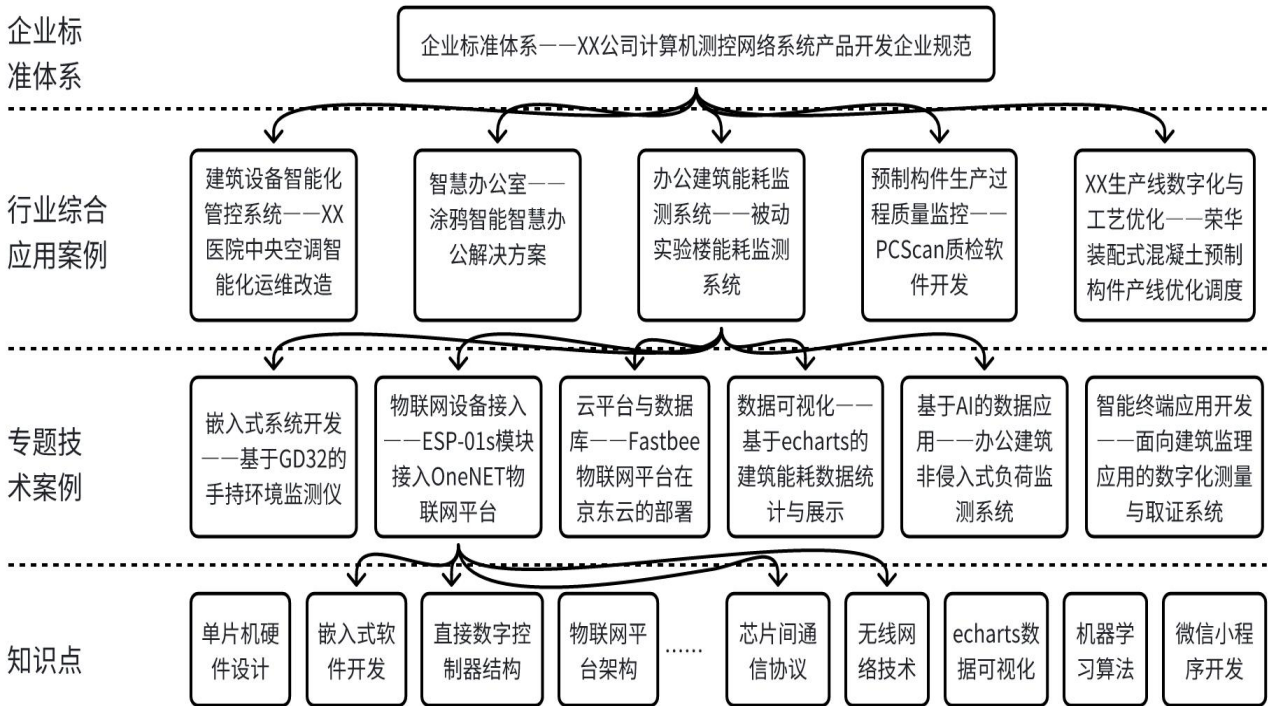 企业标
准体系
企业标准体系——XX公司计算机测控网络系统产品开发企业规范
行业综合
应用案例
建筑设备智能化
管控系统——XX
医院中央空调智
能化运维改造
智慧办公室——
涂鸦智能智慧办
公解决方案
办公建筑能耗监
测系统——被动
实验楼能耗监测
系统
预制构件生产过
程质量监控——
PCScan质检软
件开发
XX生产线数字化与
工艺优化——荣华
装配式混凝土预制
构件产线优化调度
专题技
术案例
嵌入式系统开发
——基于GD32的
手持环境监测仪
物联网设备接入
——ESP-01s模块
接入OneNET物
联网平台
云平台与数据
库——Fastbee
物联网平台在
京东云的部署
数据可视化——
基于echarts的
建筑能耗数据统
计与展示
基于AI的数据应
用——办公建筑
非侵入式负荷监
测系统
智能终端应用开发
——面向建筑监理
应用的数字化测量
与取证系统
知识点
单片机硬
件设计
嵌入式软
件开发
直接数字控
制器结构
物联网平
台架构
......
芯片间通
信协议
无线网
络技术
echarts数
据可视化
机器学
习算法
微信小程
序开发